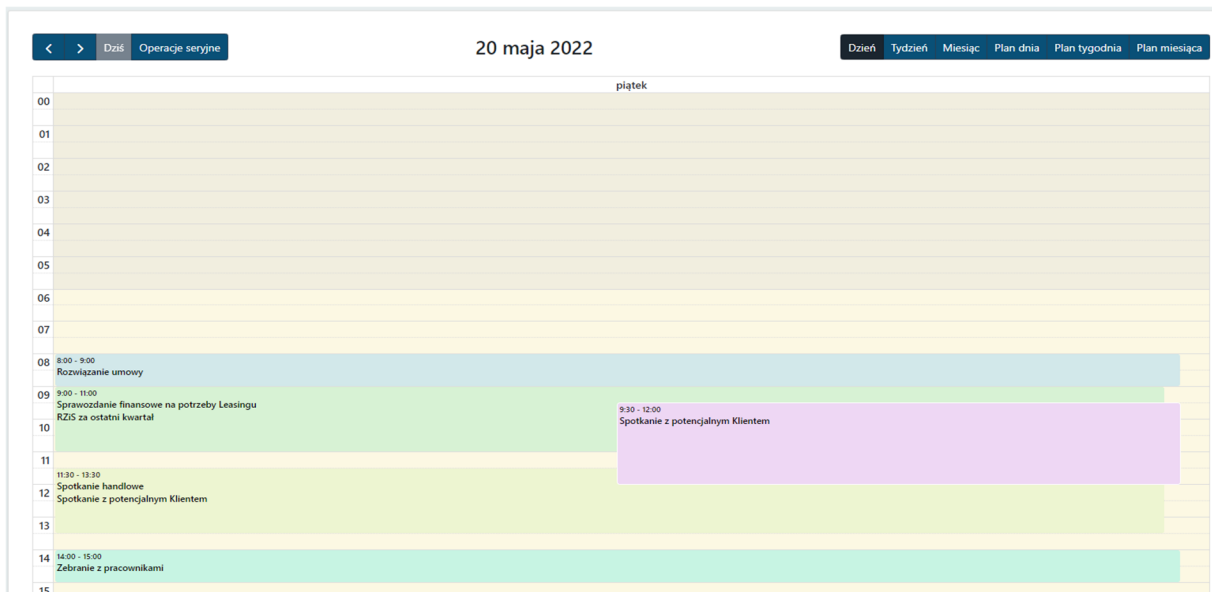 Dziś Operacje seryjne
20 maja 2022
Dzień Tydzień Miesiąc Plan dnia Plan tygodnia Plan miesiąca
piątek
00
01
02
03
04
05
06
07
08
8:00 - 9:00
Rozwiązanie umowy
09
9:00 - 11:00
Sprawozdanie finansowe na potrzeby Leasingu
RZiS za ostatni kwartał
9:30 - 12:00
Spotkanie z potencjalnym Klientem
10
11
11:30 - 13:30
Spotkanie handlowe
12
Spotkanie z potencjalnym Klientem
13
14
14:00 - 15:00
Zebranie z pracownikami
15